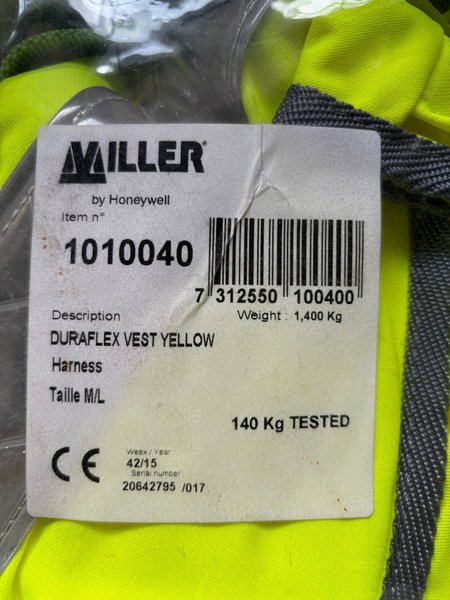 MILLER®
by Honeywell
Item n°
1010040
7 312550 100400
Description
Weight : 1,400 Kg
DURAFLEX VEST YELLOW
Harness
Taille M/L
140 Kg TESTED
CE
Week / Year
42/15
Serial number
20642795 /017